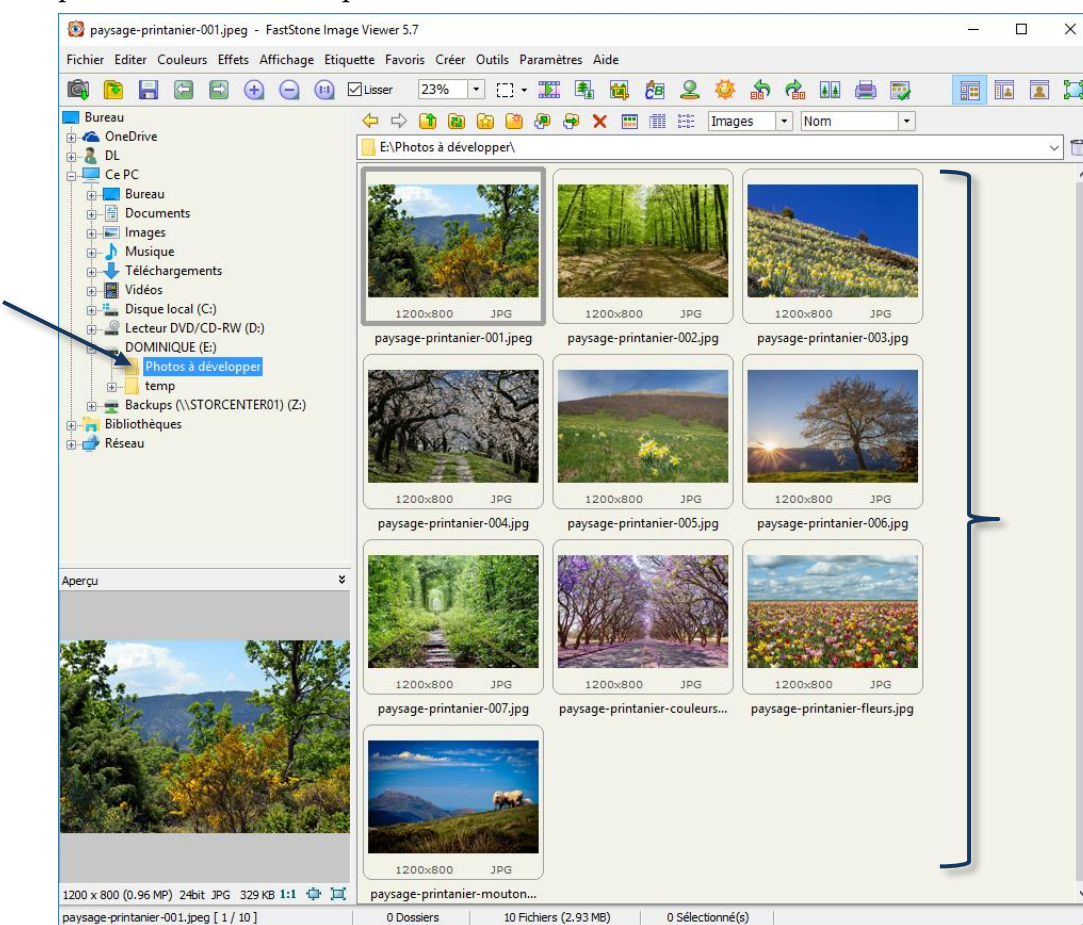 paysage-printanier-001.jpeg - FastStone Image Viewer 5.7
Fichier Editer Couleurs Effets Affichage Etiquette Favoris Créer Outils Paramètres Aide
Lisser 23%
Images Nom
E:\Photos à développer\
Bureau
OneDrive
DL
Ce PC
Bureau
Documents
Images
Musique
Téléchargements
Vidéos
Disque local (C:)
Lecteur DVD/CD-RW (D:)
DOMINIQUE (E:)
Photos à développer
temp
Backups (\\STORCENTER01) (Z:)
Bibliothèques
Réseau
1200x800 JPG 1200x800 JPG 1200x800 JPG
paysage-printanier-001.jpeg paysage-printanier-002.jpg paysage-printanier-003.jpg
1200x800 JPG 1200x800 JPG 1200x800 JPG
paysage-printanier-004.jpg paysage-printanier-005.jpg paysage-printanier-006.jpg
1200x800 JPG 1200x800 JPG 1200x800 JPG
paysage-printanier-007.jpg paysage-printanier-couleurs... paysage-printanier-fleurs.jpg
1200x800 JPG
paysage-printanier-mouton...
Aperçu
1200 x 800 (0.96 MP) 24bit JPG 329 KB 1:1
paysage-printanier-001.jpeg [ 1 / 10 ] 0 Dossiers 10 Fichiers (2.93 MB) 0 Sélectionné(s)